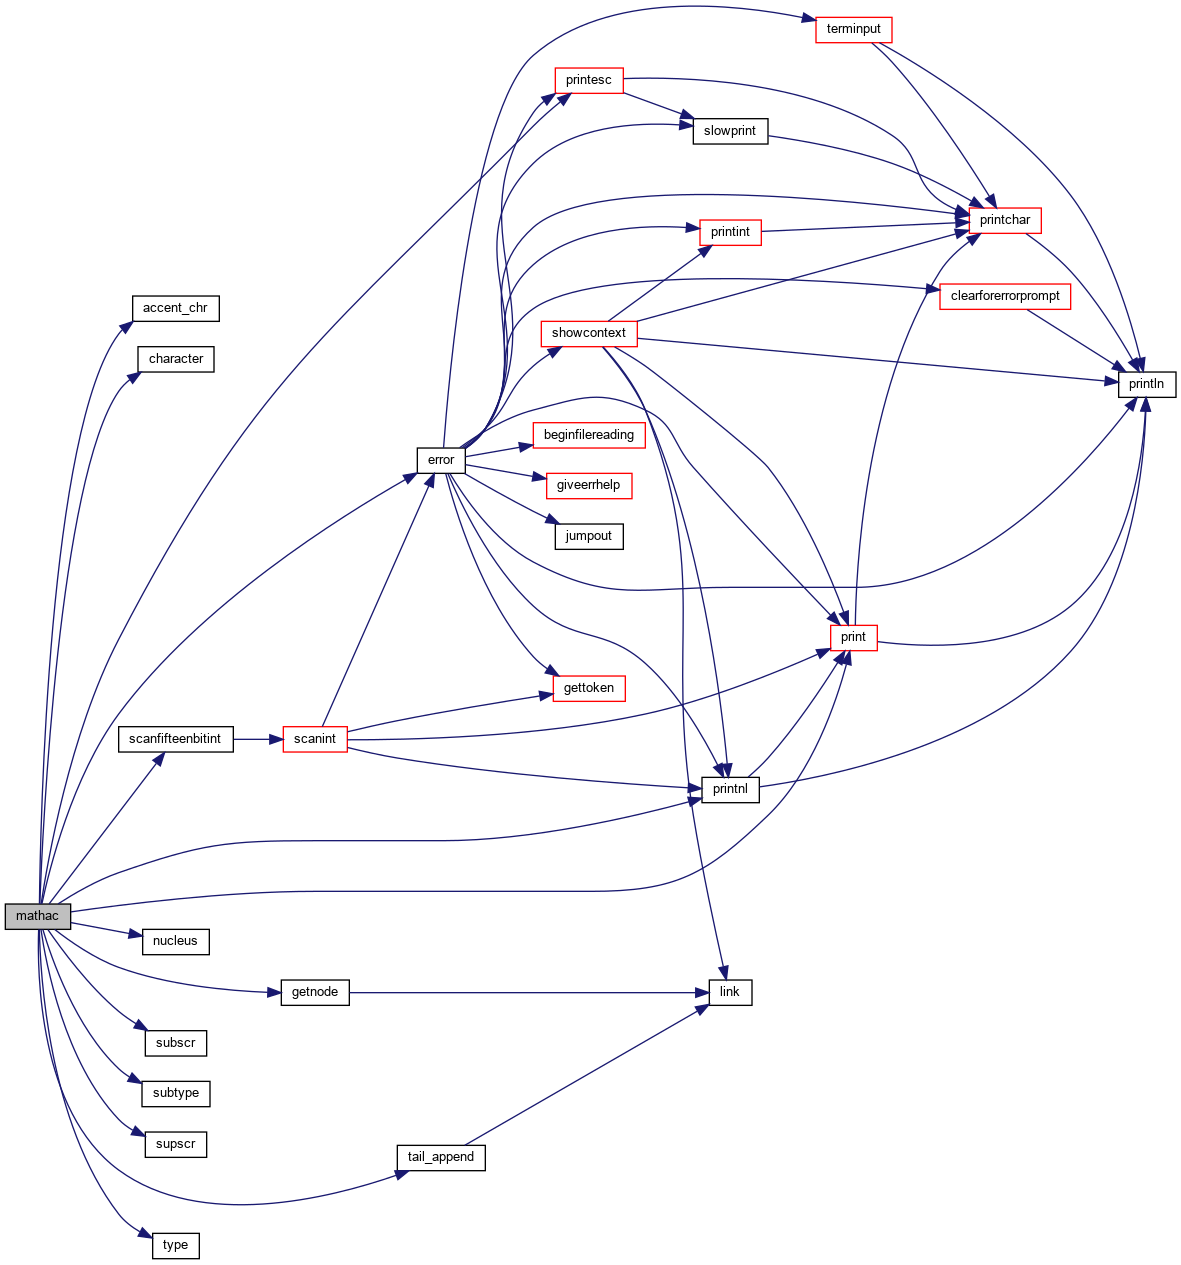 terminput
printesc
slowprint
printchar
printint
clearforerrorprompt
accent_chr
showcontext
character
println
beginfilereading
error
giveerrhelp
jumpout
print
gettoken
scanfifteenbitint
scanint
printnl
mathac
nucleus
getnode
link
subscr
subtype
supscr
tail_append
type